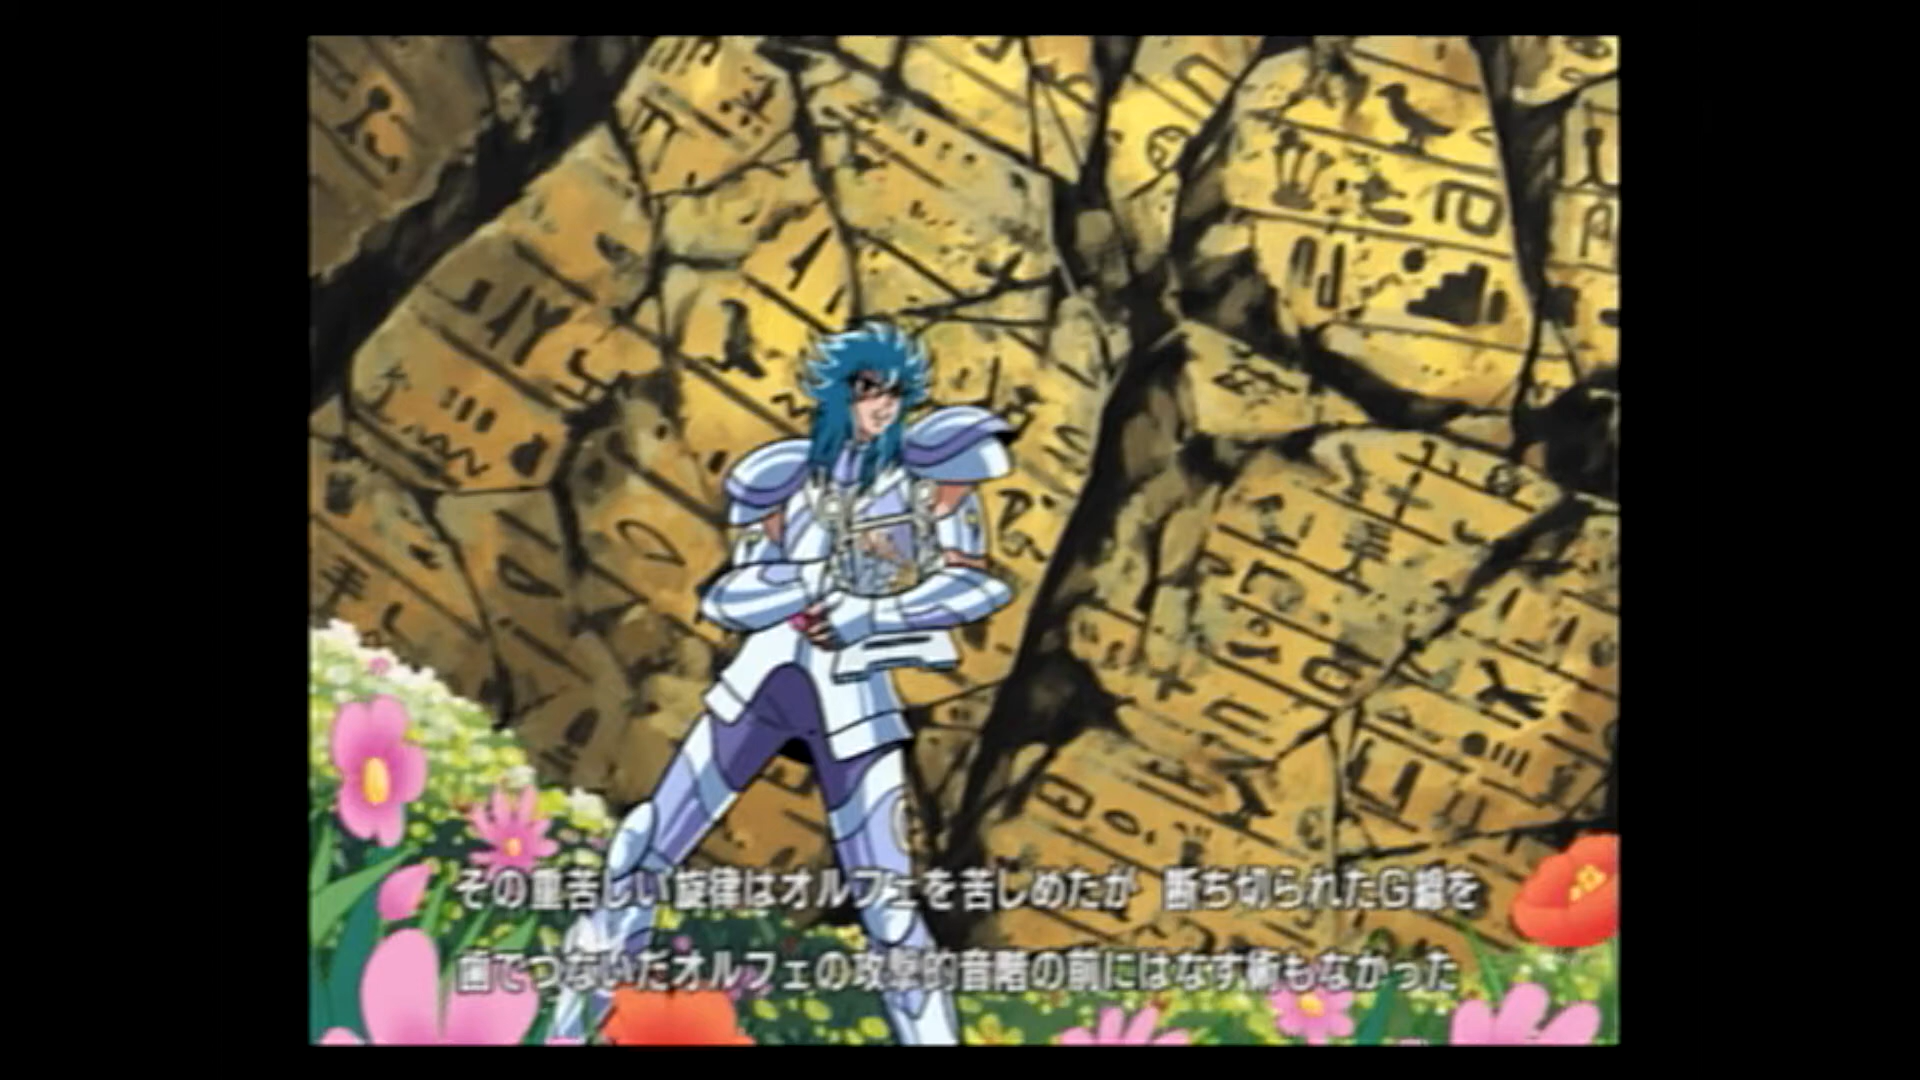 その重苦しい旋律はオルフェを苦しめたが 断ち切られたG線を
歯でつないだオルフェの攻撃的音階の前にはなす術もなかった